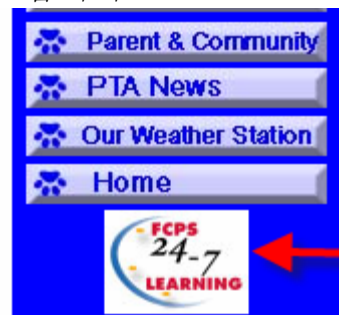 Parent & Community
PTA News
Our Weather Station
Home
FCPS
24-7
LEARNING